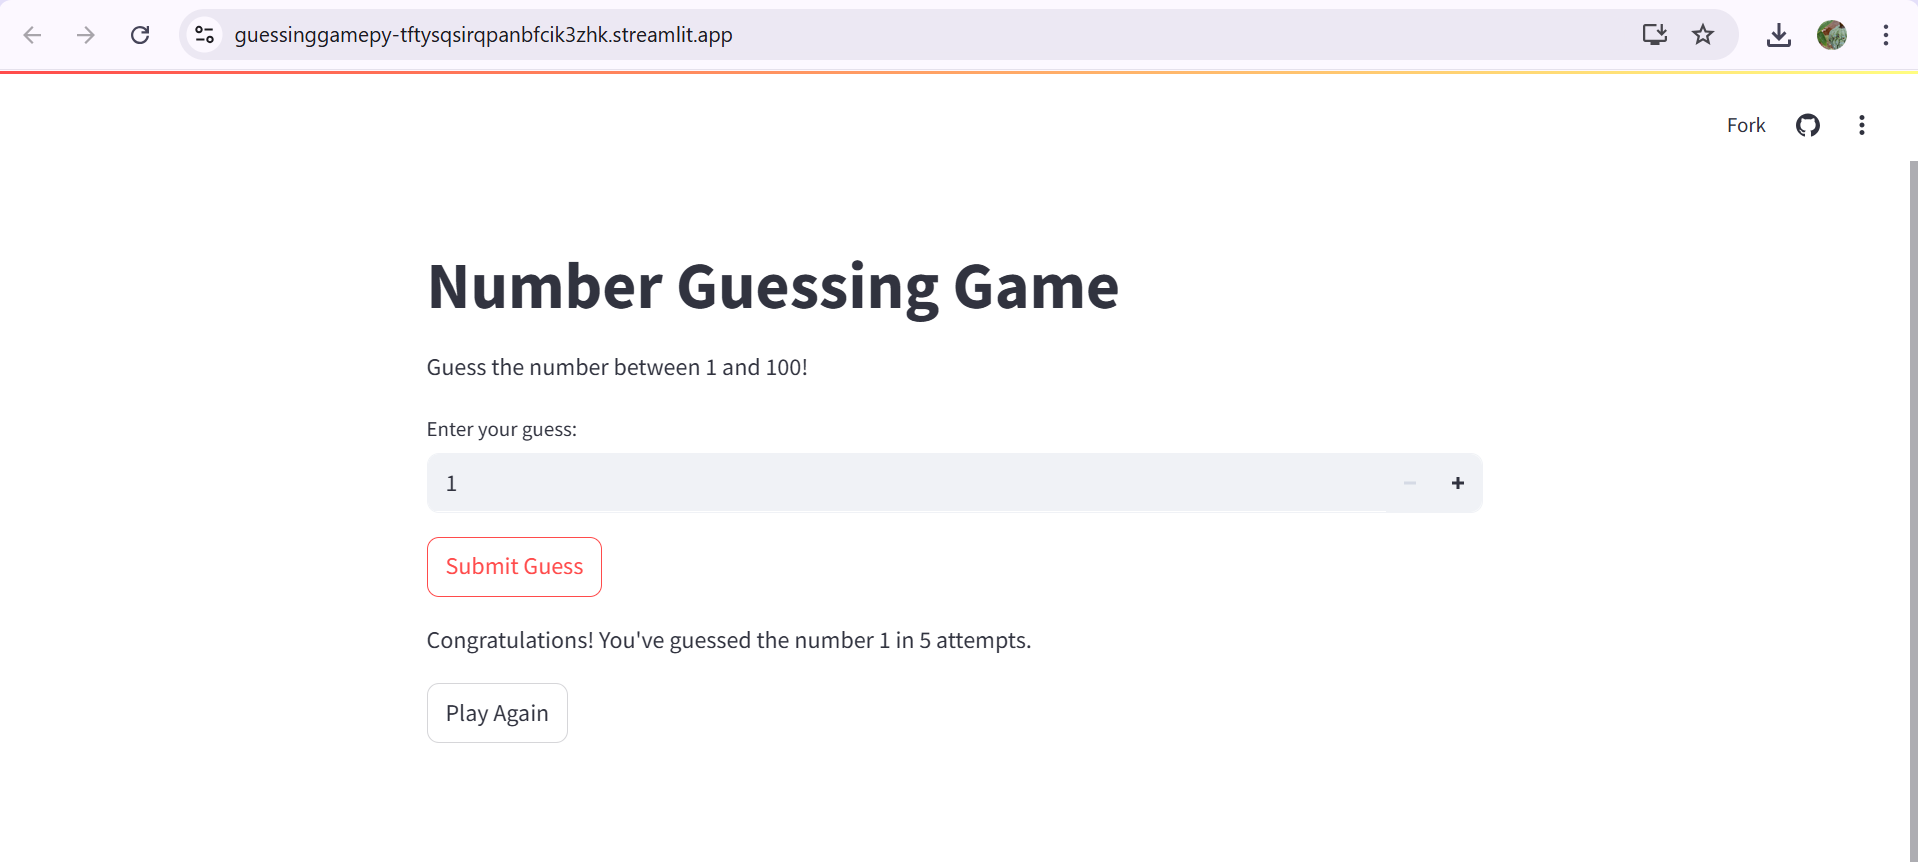 guessinggamepy-tftysqsirqpanbfcik3zhk.streamlit.app
Fork
Number Guessing Game
Guess the number between 1 and 100!
Enter your guess:
1
Submit Guess
Congratulations! You've guessed the number 1 in 5 attempts.
Play Again